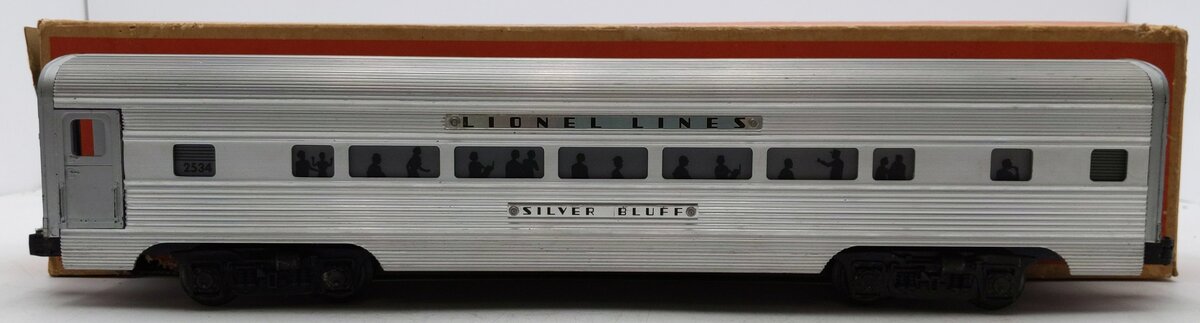 LIONEL LINES
2534
SILVER BLUFF